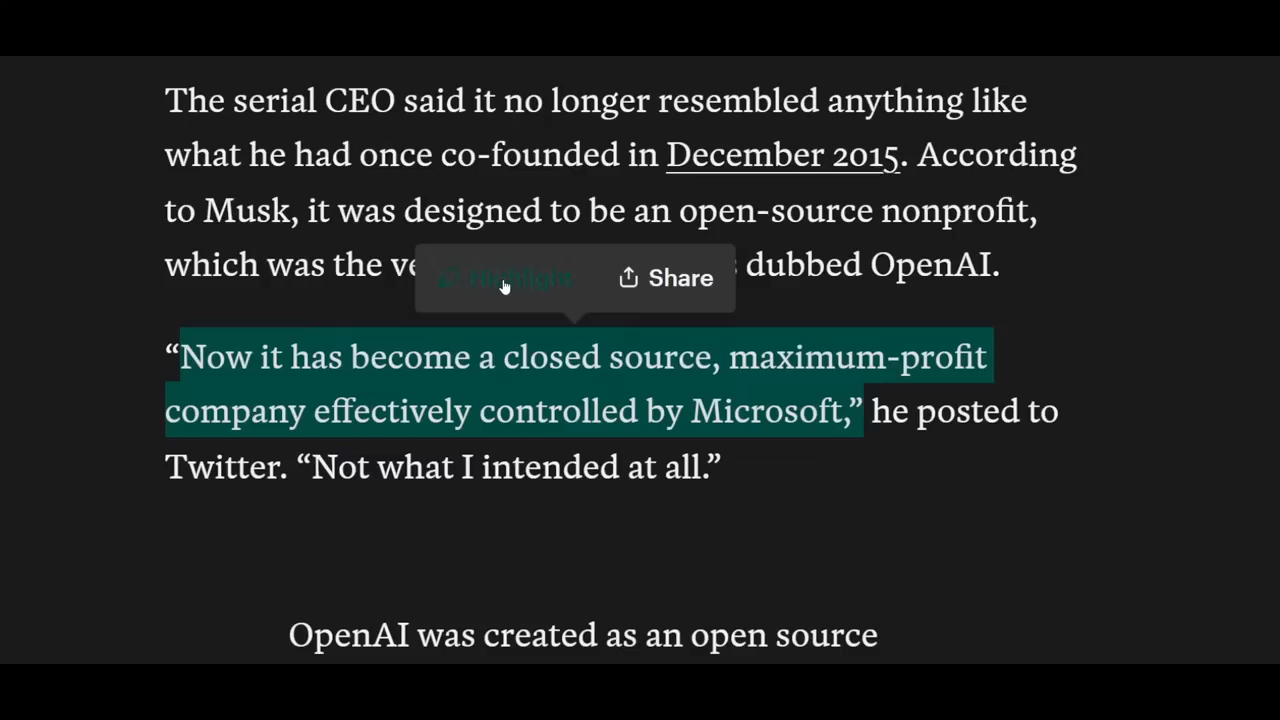 The serial CEO said it no longer resembled anything like
what he had once co-founded in December 2015. According
to Musk, it was designed to be an open-source nonprofit,
which was the dubbed OpenAI.
Highlight Share
“Now it has become a closed source, maximum-profit
company effectively controlled by Microsoft,” he posted to
Twitter. “Not what I intended at all.”
OpenAI was created as an open source